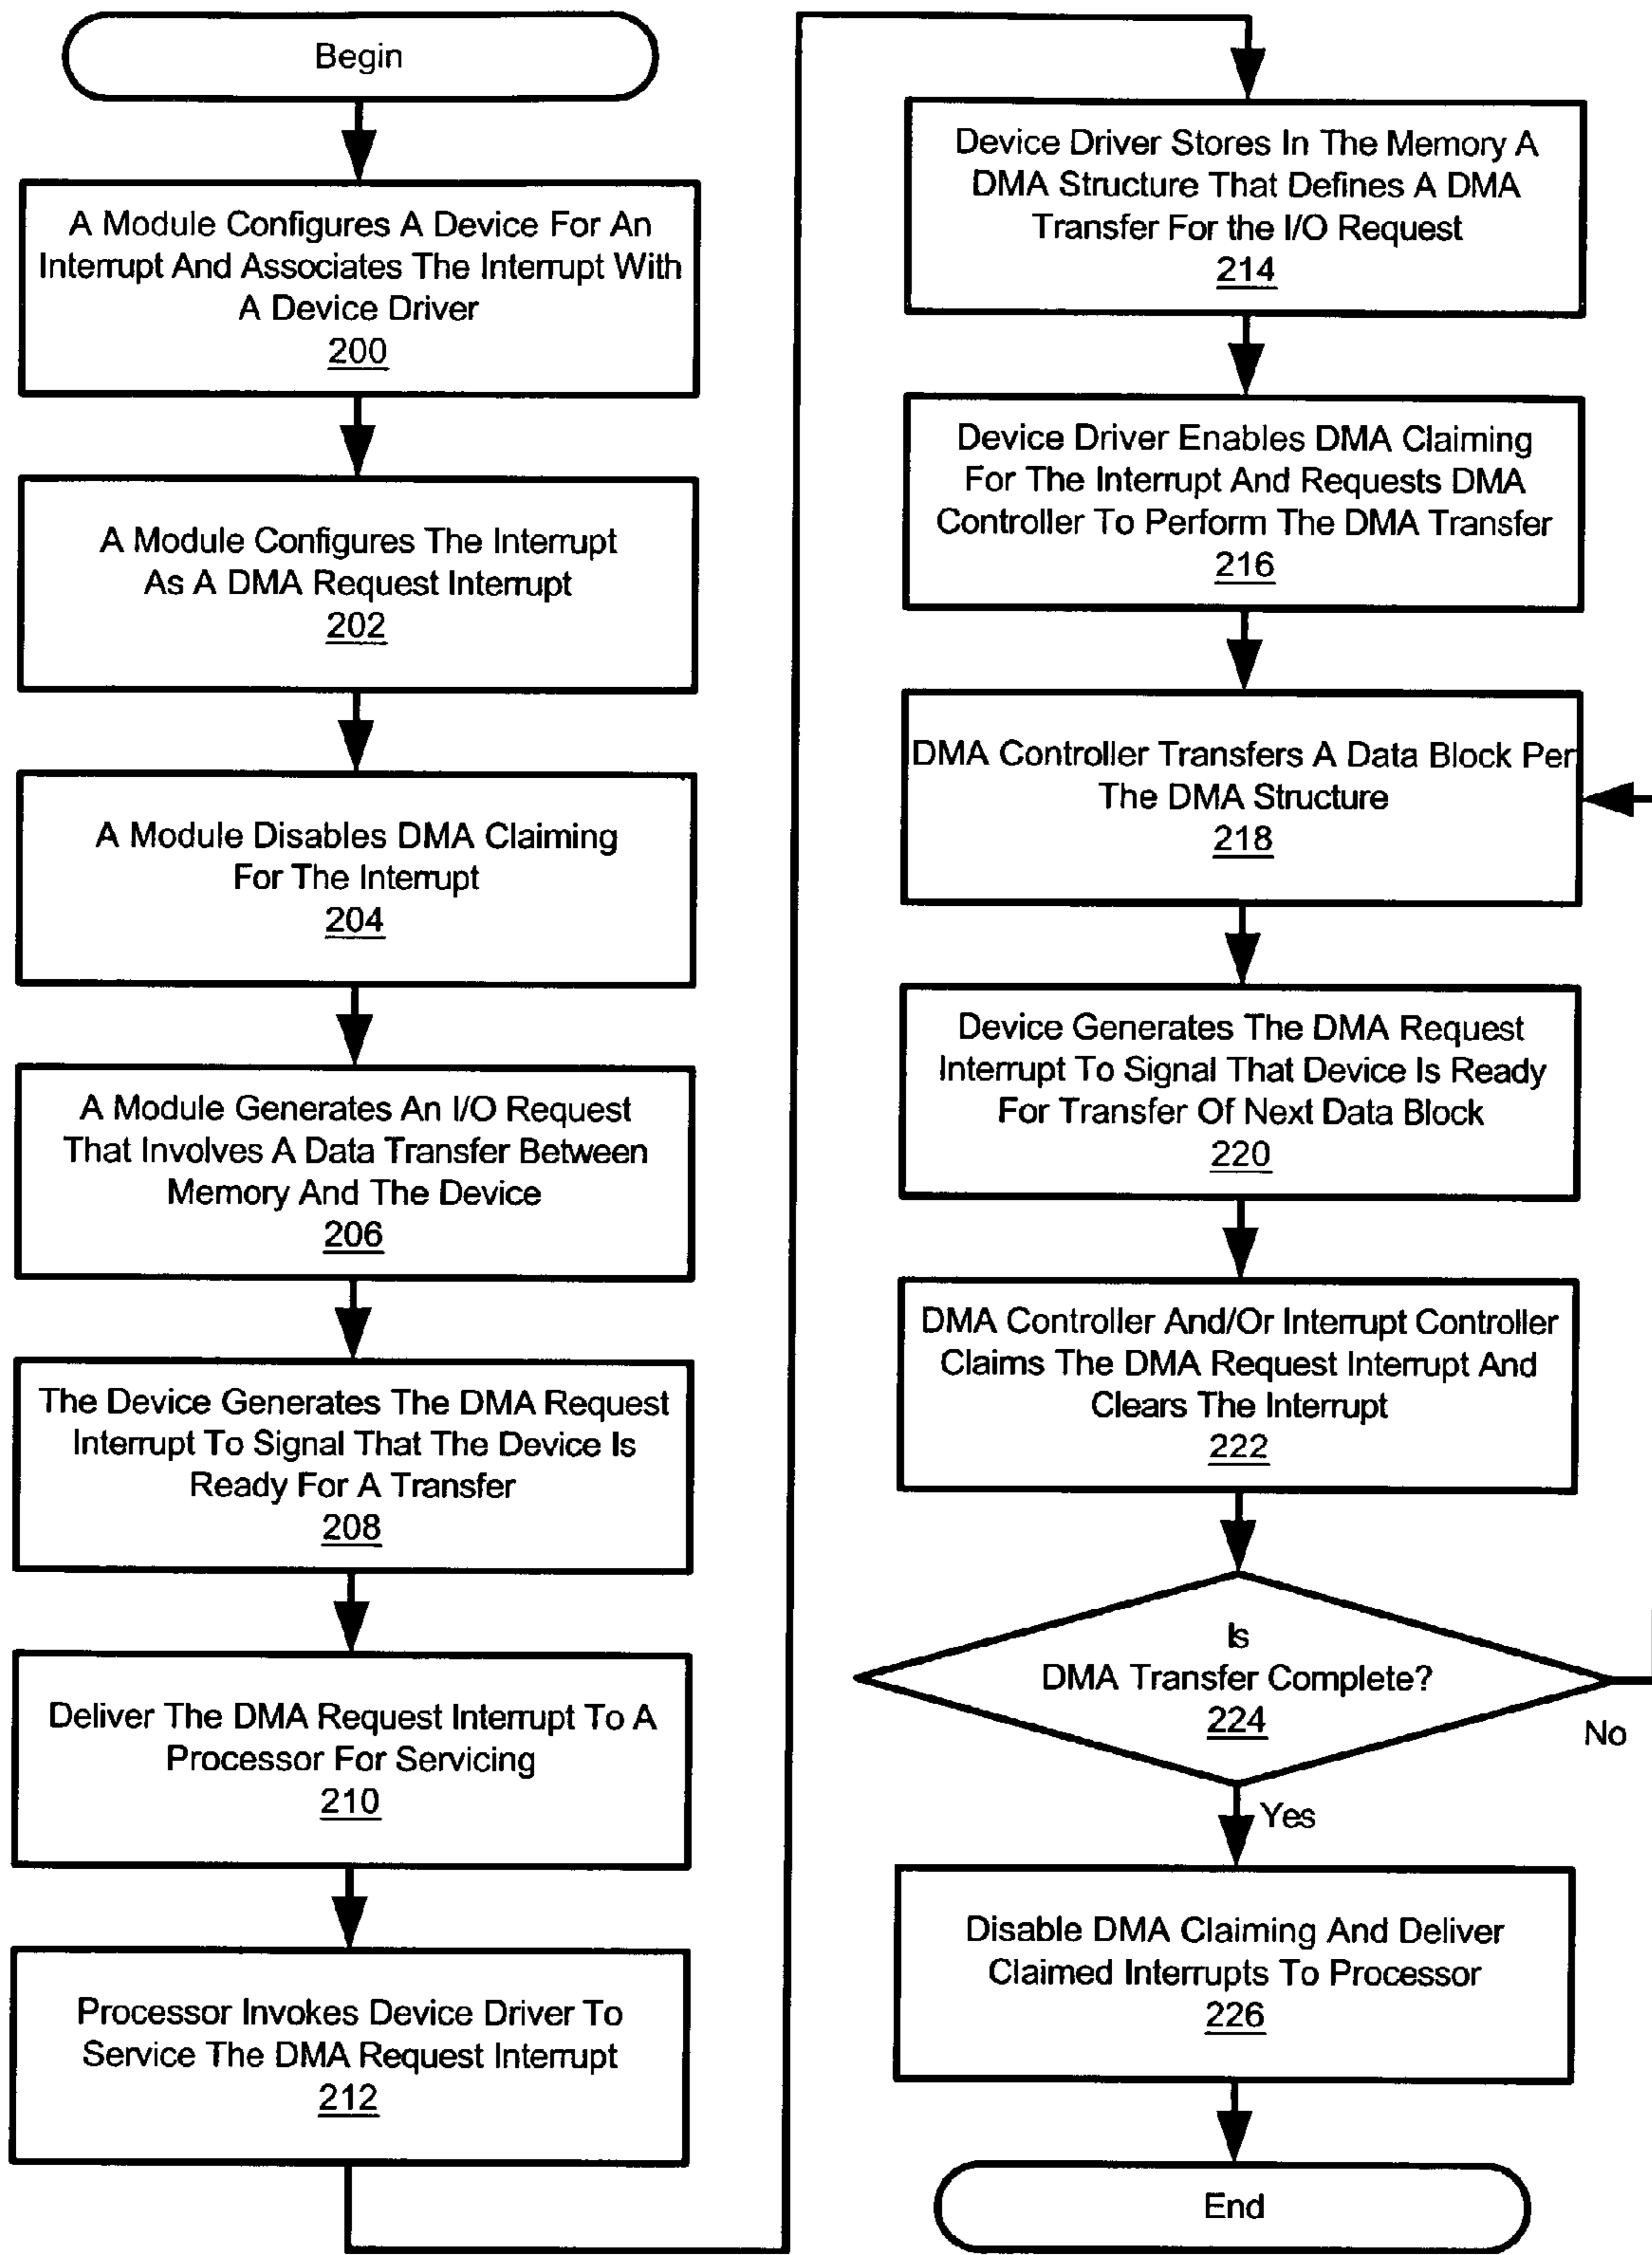 Begin
A Module Configures A Device For An
Interrupt And Associates The Interrupt With
A Device Driver
200
A Module Configures The Interrupt
As A DMA Request Interrupt
202
A Module Disables DMA Claiming
For The Interrupt
204
A Module Generates An I/O Request
That Involves A Data Transfer Between
Memory And The Device
206
The Device Generates The DMA Request
Interrupt To Signal That The Device Is
Ready For A Transfer
208
Deliver The DMA Request Interrupt To A
Processor For Servicing
210
Processor Invokes Device Driver To
Service The DMA Request Interrupt
212
Device Driver Stores In The Memory A
DMA Structure That Defines A DMA
Transfer For the I/O Request
214
Device Driver Enables DMA Claiming
For The Interrupt And Requests DMA
Controller To Perform The DMA Transfer
216
DMA Controller Transfers A Data Block Per
The DMA Structure
218
Device Generates The DMA Request
Interrupt To Signal That Device Is Ready
For Transfer Of Next Data Block
220
DMA Controller And/Or Interrupt Controller
Claims The DMA Request Interrupt And
Clears The Interrupt
222
Is
DMA Transfer Complete?
224
No
Yes
Disable DMA Claiming And Deliver
Claimed Interrupts To Processor
226
End